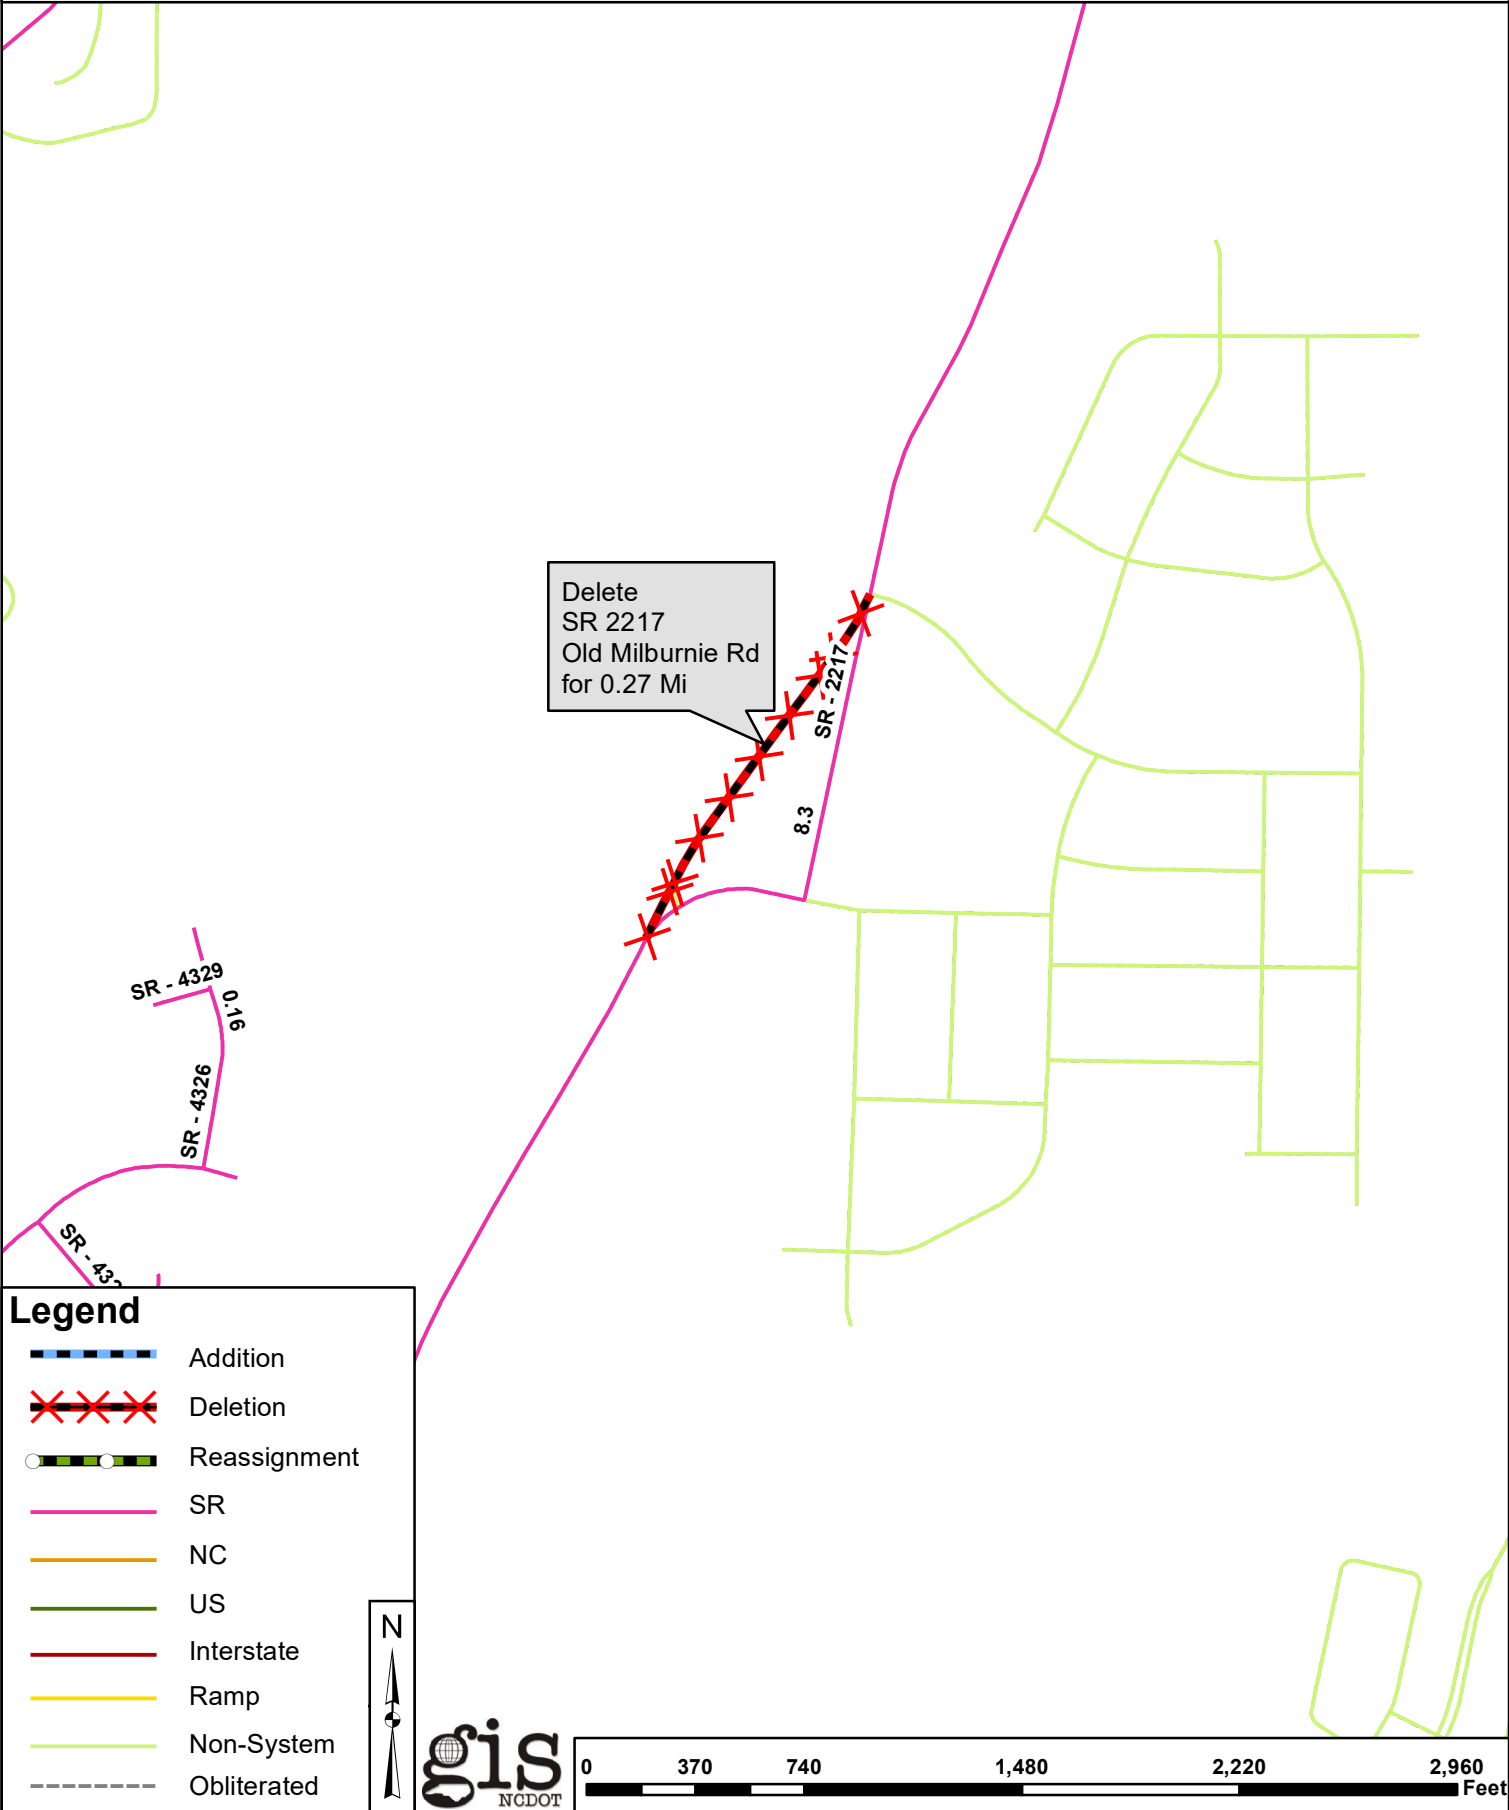 Delete
SR 2217
Old Milburnie Rd
for 0.27 Mi
SR - 2217
8.3
SR - 4329
0.16
SR - 4326
SR - 43
Legend
Addition
Deletion
Reassignment
SR
NC
US
Interstate
Ramp
Non-System
Obliterated
N
gis
NCDOT
0 370 740 1,480 2,220 2,960
Feet